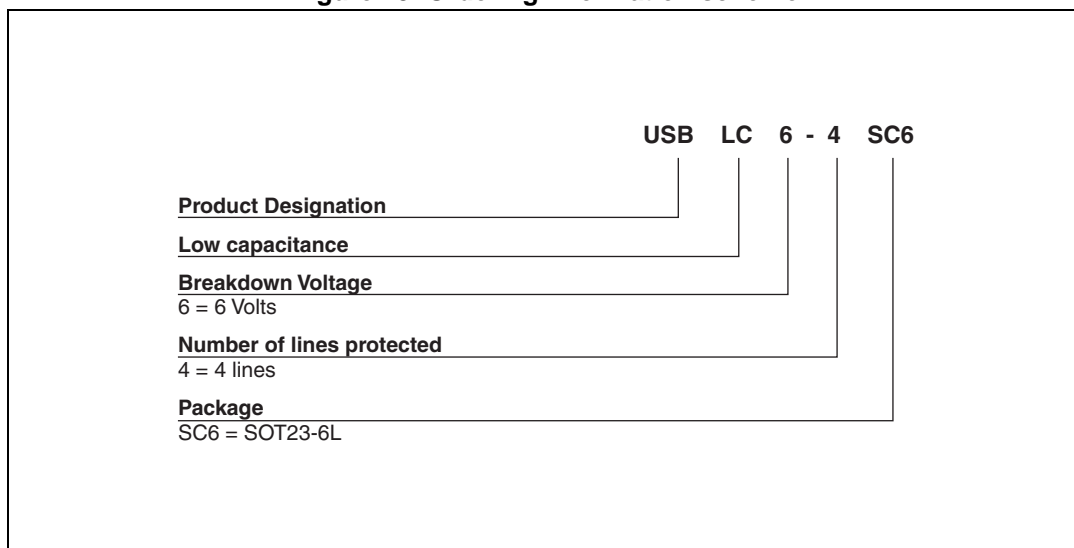 USB LC 6 - 4 SC6
Product Designation
Low capacitance
Breakdown Voltage
6 = 6 Volts
Number of lines protected
4 = 4 lines
Package
SC6 = SOT23-6L